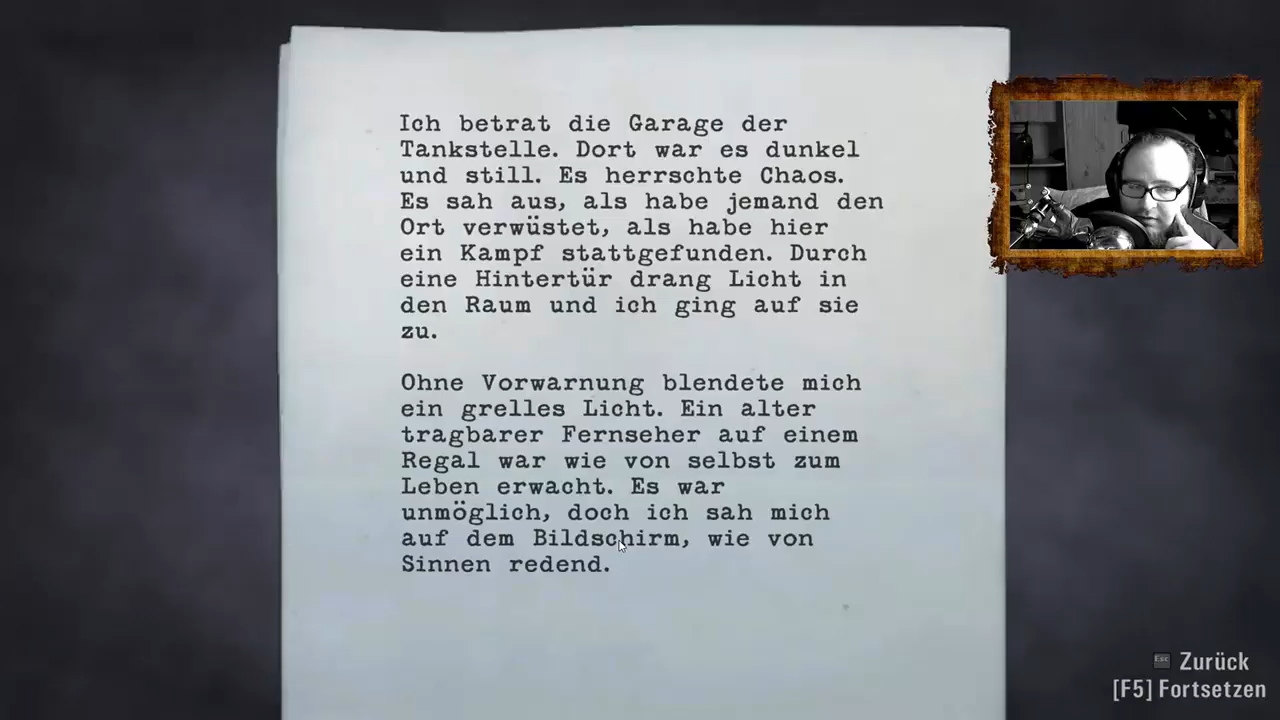 Ich betrat die Garage der
Tankstelle. Dort war es dunkel
und still. Es herrschte Chaos.
Es sah aus, als habe jemand den
Ort verwüstet, als habe hier
ein Kampf stattgefunden. Durch
eine Hintertür drang Licht in
den Raum und ich ging auf sie
zu.
Ohne Vorwarnung blendete mich
ein grelles Licht. Ein alter
tragbarer Fernseher auf einem
Regal war wie von selbst zum
Leben erwacht. Es war
unmöglich, doch ich sah mich
auf dem Bildschirm, wie von
Sinnen redend.
Esc Zurück
[F5] Fortsetzen